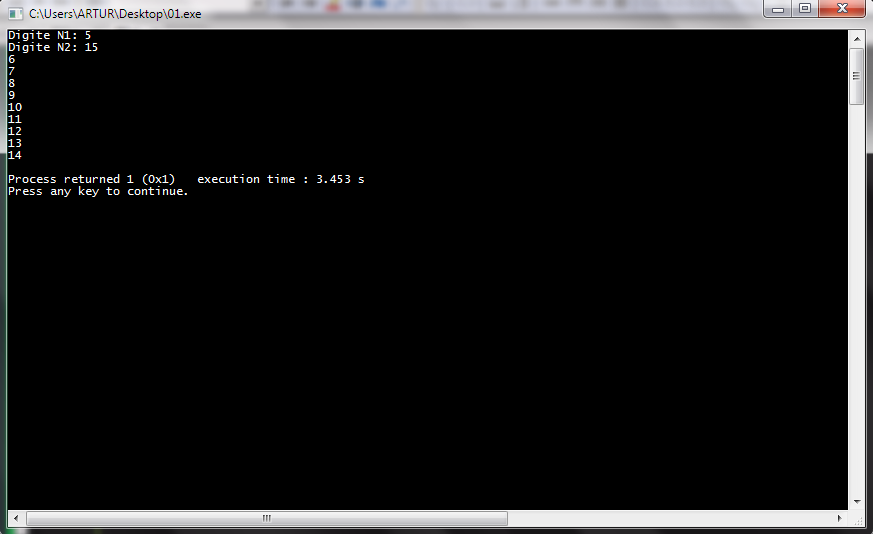 C:\Users\ARTUR\Desktop\01.exe
Digite N1: 5
Digite N2: 15
6
7
8
9
10
11
12
13
14
Process returned 1 (0x1)   execution time : 3.453 s
Press any key to continue.